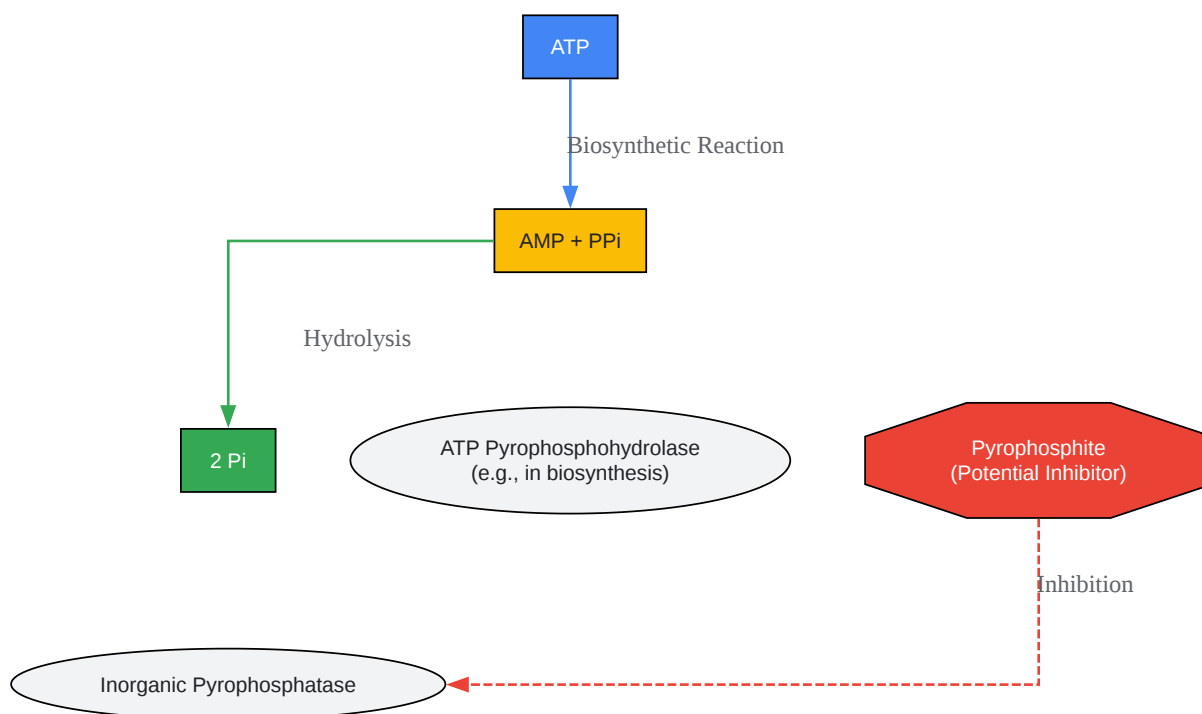 ATP
Biosynthetic Reaction
AMP + PPi
Hydrolysis
2 Pi
ATP Pyrophosphohydrolase
(e.g., in biosynthesis)
Pyrophosphite
(Potential Inhibitor)
Inhibition
Inorganic Pyrophosphatase